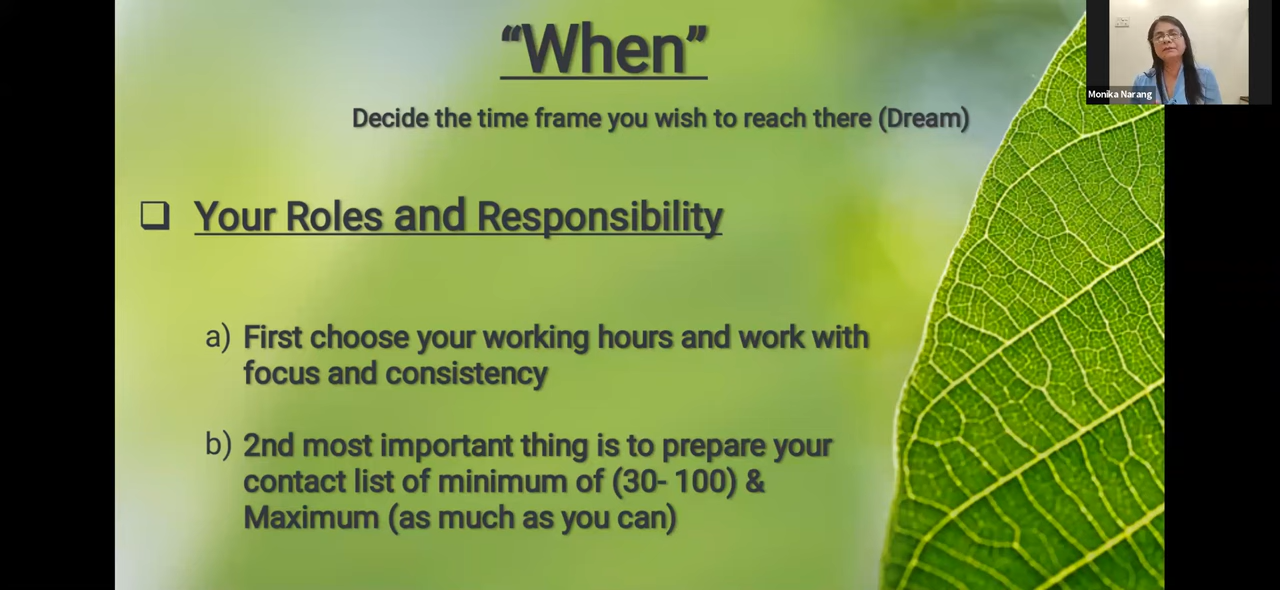 “When”
Decide the time frame you wish to reach there (Dream)
Your Roles and Responsibility
a) First choose your working hours and work with
focus and consistency
b) 2nd most important thing is to prepare your
contact list of minimum of (30- 100) &
Maximum (as much as you can)
Monika Narang